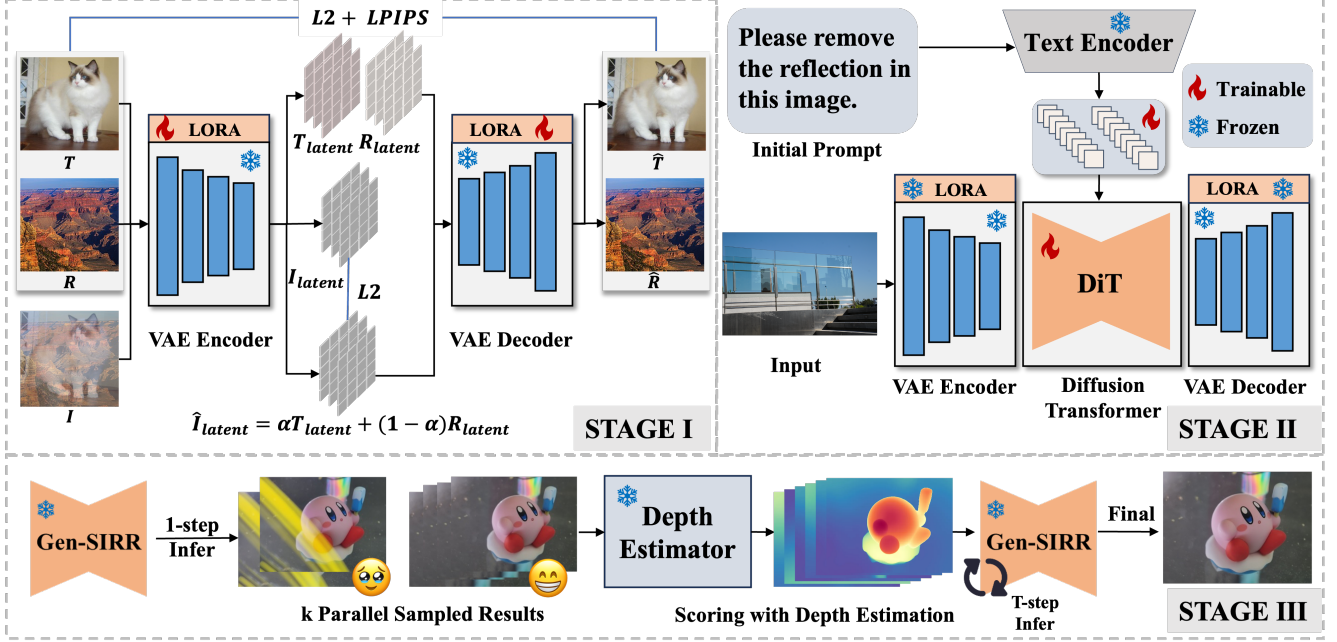 L2 + LPIPS
T
R
I
LORA
VAE Encoder
T_latent R_latent
I_latent
L2
Î_latent = αT_latent + (1 − α)R_latent
LORA
VAE Decoder
T̂
R̂
STAGE I
Please remove
the reflection in
this image.
Initial Prompt
Text Encoder
Trainable
Frozen
Input
LORA
VAE Encoder
DiT
Diffusion
Transformer
LORA
VAE Decoder
STAGE II
Gen-SIRR
1-step
Infer
k Parallel Sampled Results
Depth
Estimator
Scoring with Depth Estimation
Gen-SIRR
T-step
Infer
Final
STAGE III